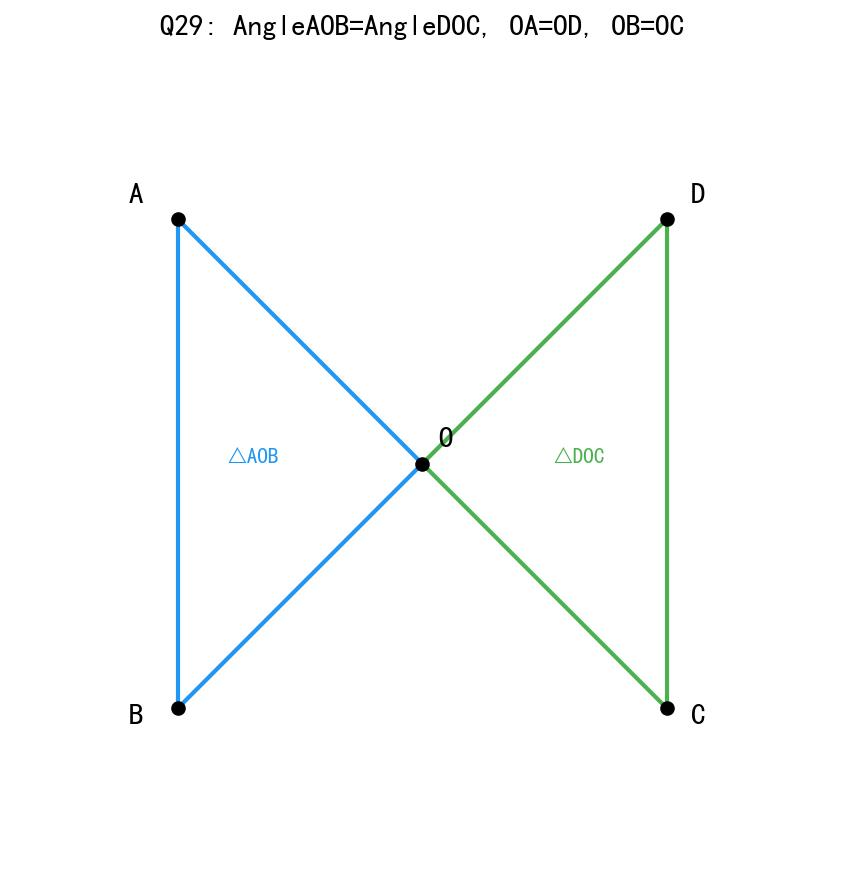 Q29: AngleAOB=AngleDOC, OA=OD, OB=OC
A
D
O
△AOB
△DOC
B
C